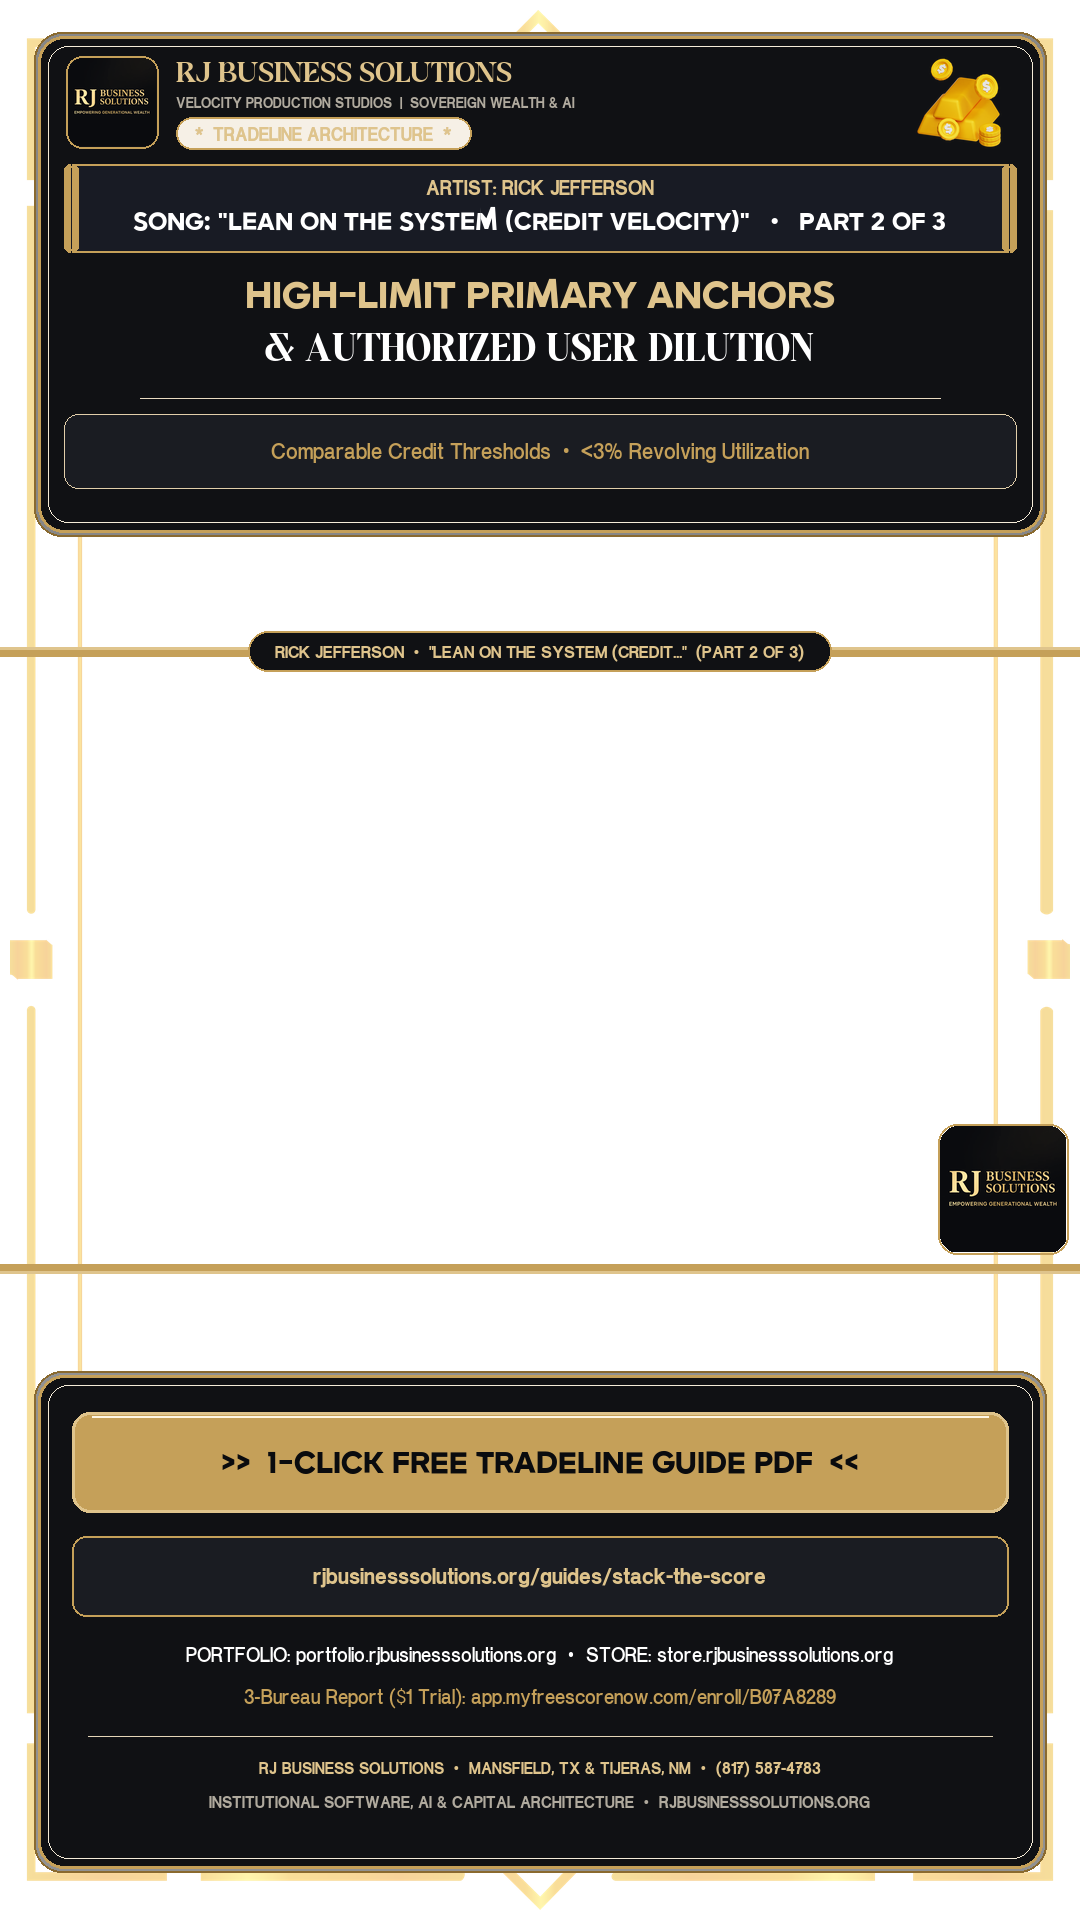 RJ BUSINESS SOLUTIONS
EMPOWERING GENERATIONAL WEALTH
RJ BUSINESS SOLUTIONS
VELOCITY PRODUCTION STUDIOS | SOVEREIGN WEALTH & AI
* TRADELINE ARCHITECTURE *
ARTIST: RICK JEFFERSON
SONG: "LEAN ON THE SYSTEM (CREDIT VELOCITY)" • PART 2 OF 3
HIGH-LIMIT PRIMARY ANCHORS
& AUTHORIZED USER DILUTION
Comparable Credit Thresholds • <3% Revolving Utilization
RICK JEFFERSON • "LEAN ON THE SYSTEM (CREDIT..." (PART 2 OF 3)
RJ BUSINESS SOLUTIONS
EMPOWERING GENERATIONAL WEALTH
>> 1-CLICK FREE TRADELINE GUIDE PDF <<
rjbusinesssolutions.org/guides/stack-the-score
PORTFOLIO: portfolio.rjbusinesssolutions.org • STORE: store.rjbusinesssolutions.org
3-Bureau Report ($1 Trial): app.myfreescorenow.com/enroll/B07A8289
RJ BUSINESS SOLUTIONS • MANSFIELD, TX & TIJERAS, NM • (817) 587-4783
INSTITUTIONAL SOFTWARE, AI & CAPITAL ARCHITECTURE • RJBUSINESSSOLUTIONS.ORG